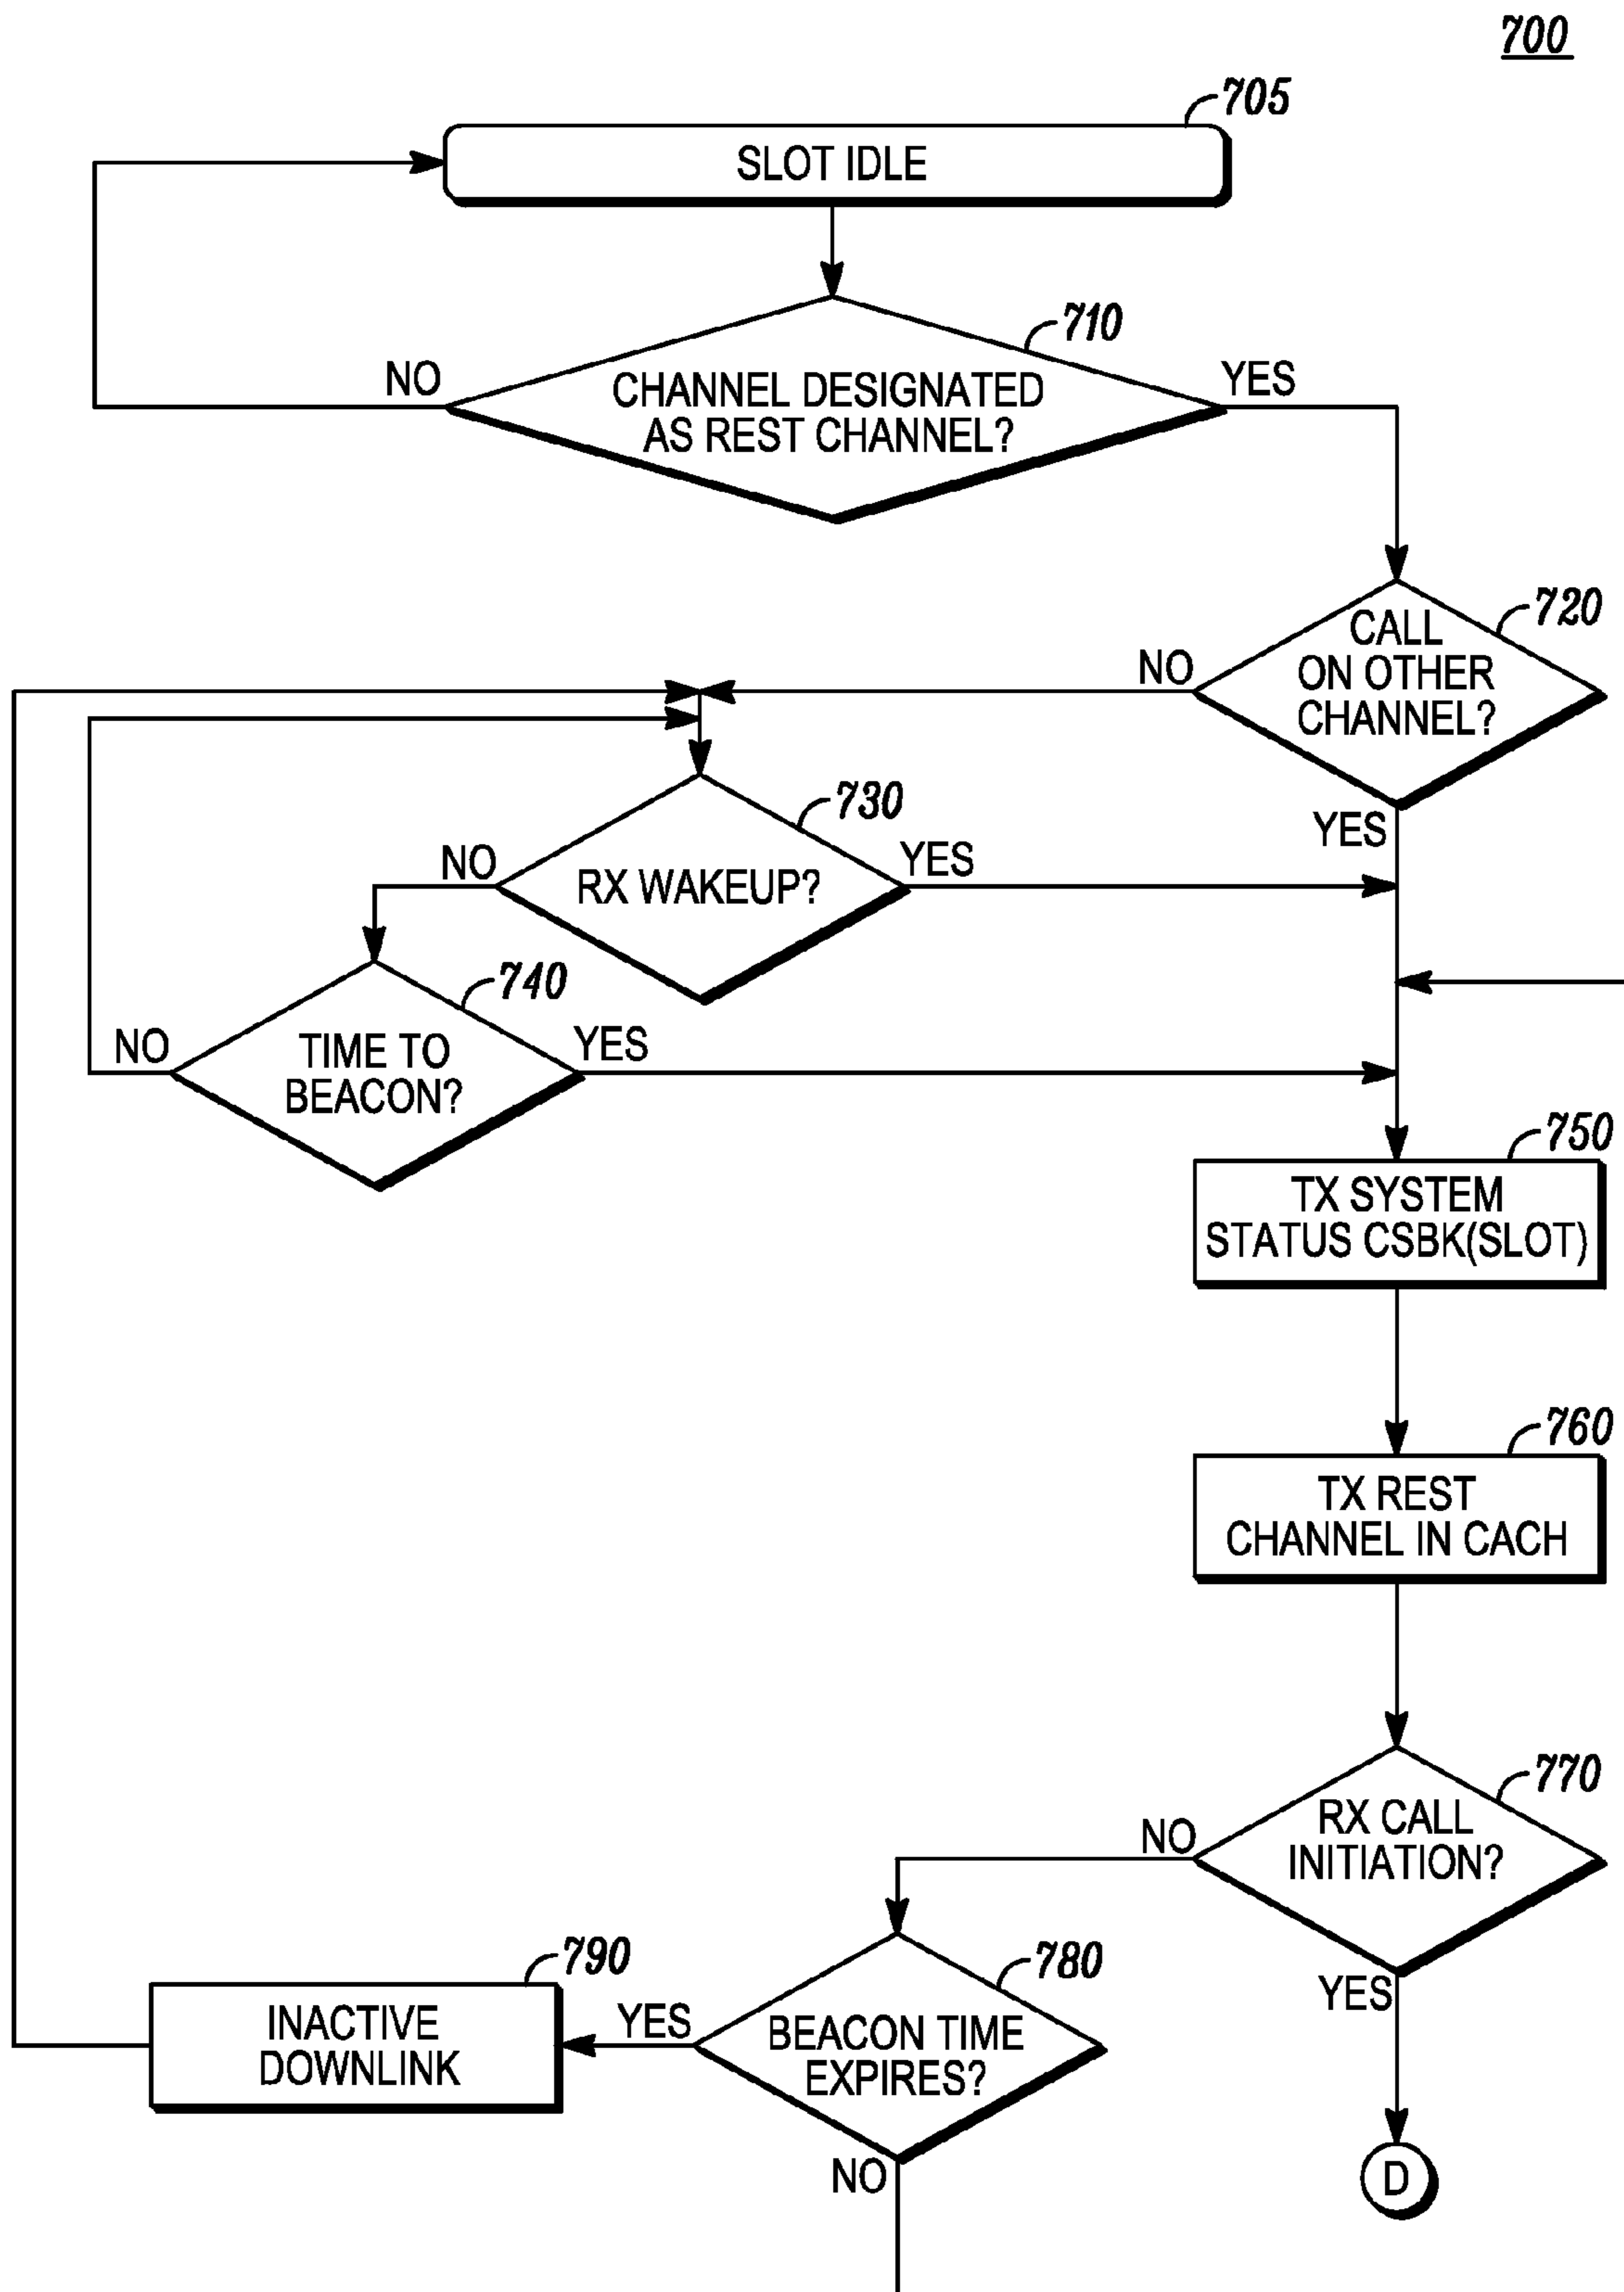 700
705
SLOT IDLE
710
NO
CHANNEL DESIGNATED
AS REST CHANNEL?
YES
720
CALL
ON OTHER
CHANNEL?
NO
YES
730
NO
RX WAKEUP?
YES
740
NO
TIME TO
BEACON?
YES
750
TX SYSTEM
STATUS CSBK(SLOT)
760
TX REST
CHANNEL IN CACH
770
RX CALL
INITIATION?
NO
YES
780
BEACON TIME
EXPIRES?
YES
NO
790
INACTIVE
DOWNLINK
D